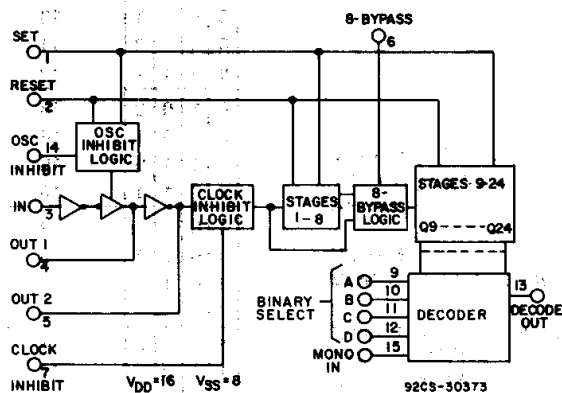 8-BYPASS
6
SET
1
RESET
2
OSC
INHIBIT
14
OSC
INHIBIT
LOGIC
IN
3
CLOCK
INHIBIT
LOGIC
STAGES
1-8
8-
BYPASS
LOGIC
STAGES 9-24
Q9 ---- Q24
OUT 1
4
OUT 2
5
CLOCK
INHIBIT
7
BINARY
SELECT
A
9
B
10
C
11
D
12
MONO
IN
15
DECODER
13
DECODE
OUT
VDD=16 VSS=8
92CS-30373